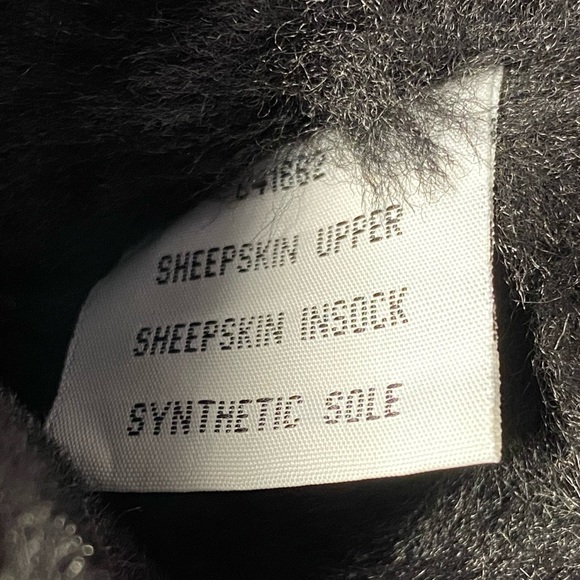 SHEEPSKIN UPPER
SHEEPSKIN INSOCK
SYNTHETIC SOLE